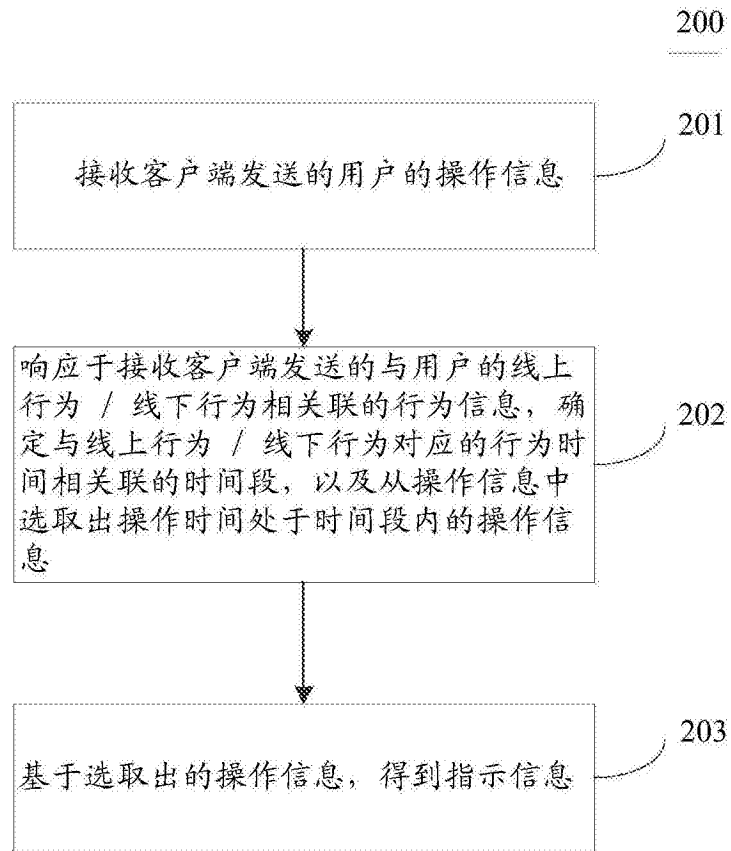 200
201
接收客户端发送的用户的操作信息
响应于接收客户端发送的与用户的线上
行为 / 线下行为相关联的行为信息，确
定与线上行为 / 线下行为对应的行为时
间相关联的时间段，以及从操作信息中
选取出操作时间处于时间段内的操作信
息
202
203
基于选取出的操作信息，得到指示信息